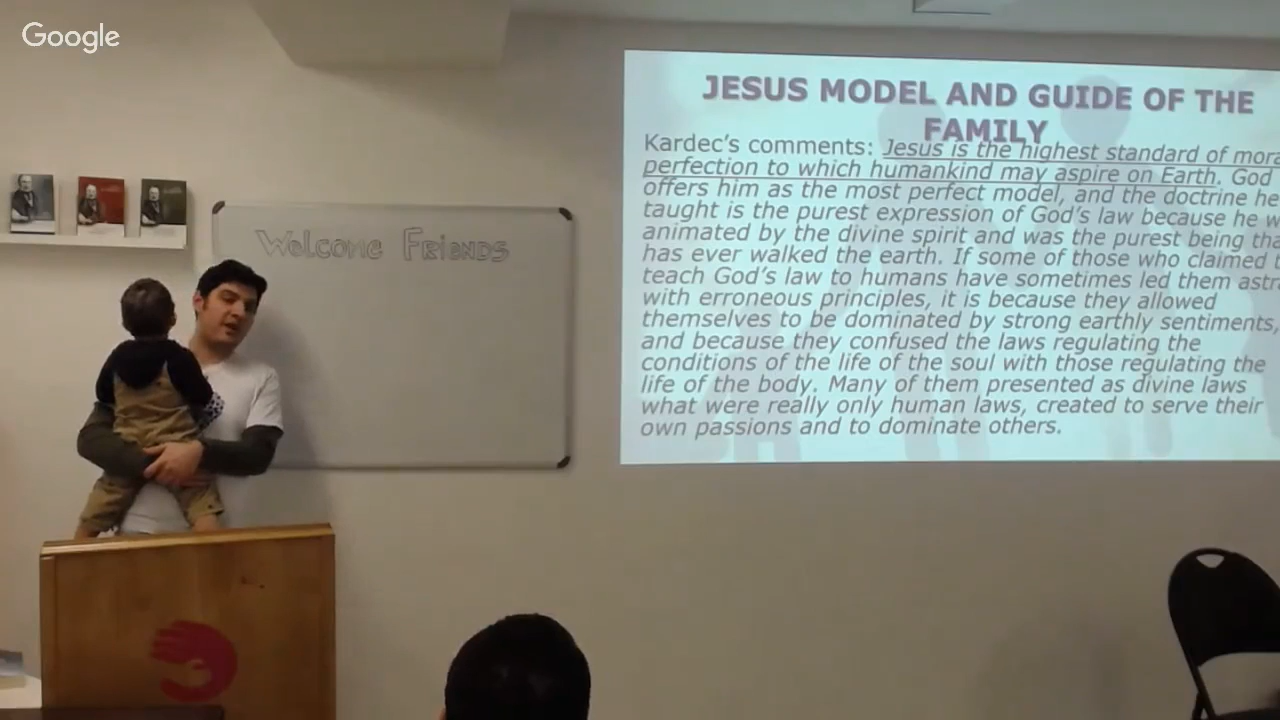 Google
Welcome Friends
JESUS MODEL AND GUIDE OF THE
FAMILY
Kardec's comments: Jesus is the highest standard of mora
perfection to which humankind may aspire on Earth. God
offers him as the most perfect model, and the doctrine he
taught is the purest expression of God's law because he w
animated by the divine spirit and was the purest being tha
has ever walked the earth. If some of those who claimed t
teach God's law to humans have sometimes led them astra
with erroneous principles, it is because they allowed
themselves to be dominated by strong earthly sentiments,
and because they confused the laws regulating the
conditions of the life of the soul with those regulating the
life of the body. Many of them presented as divine laws
what were really only human laws, created to serve their
own passions and to dominate others.